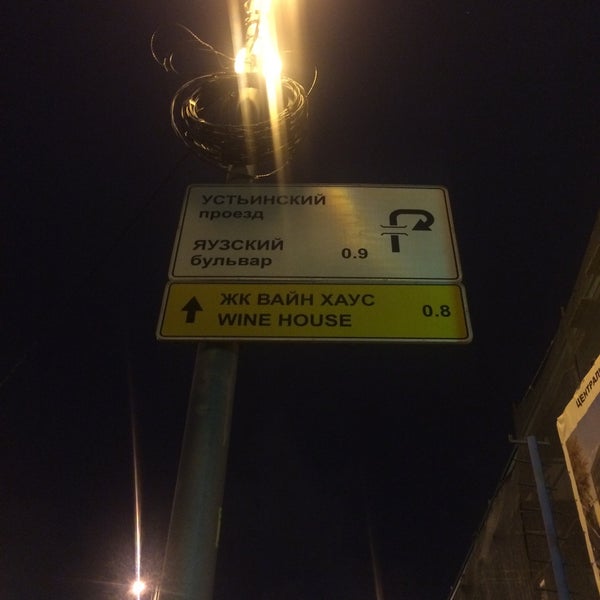 УСТЬИНСКИЙ
проезд
ЯУЗСКИЙ
бульвар 0.9
ЖК ВАЙН ХАУС
WINE HOUSE 0.8